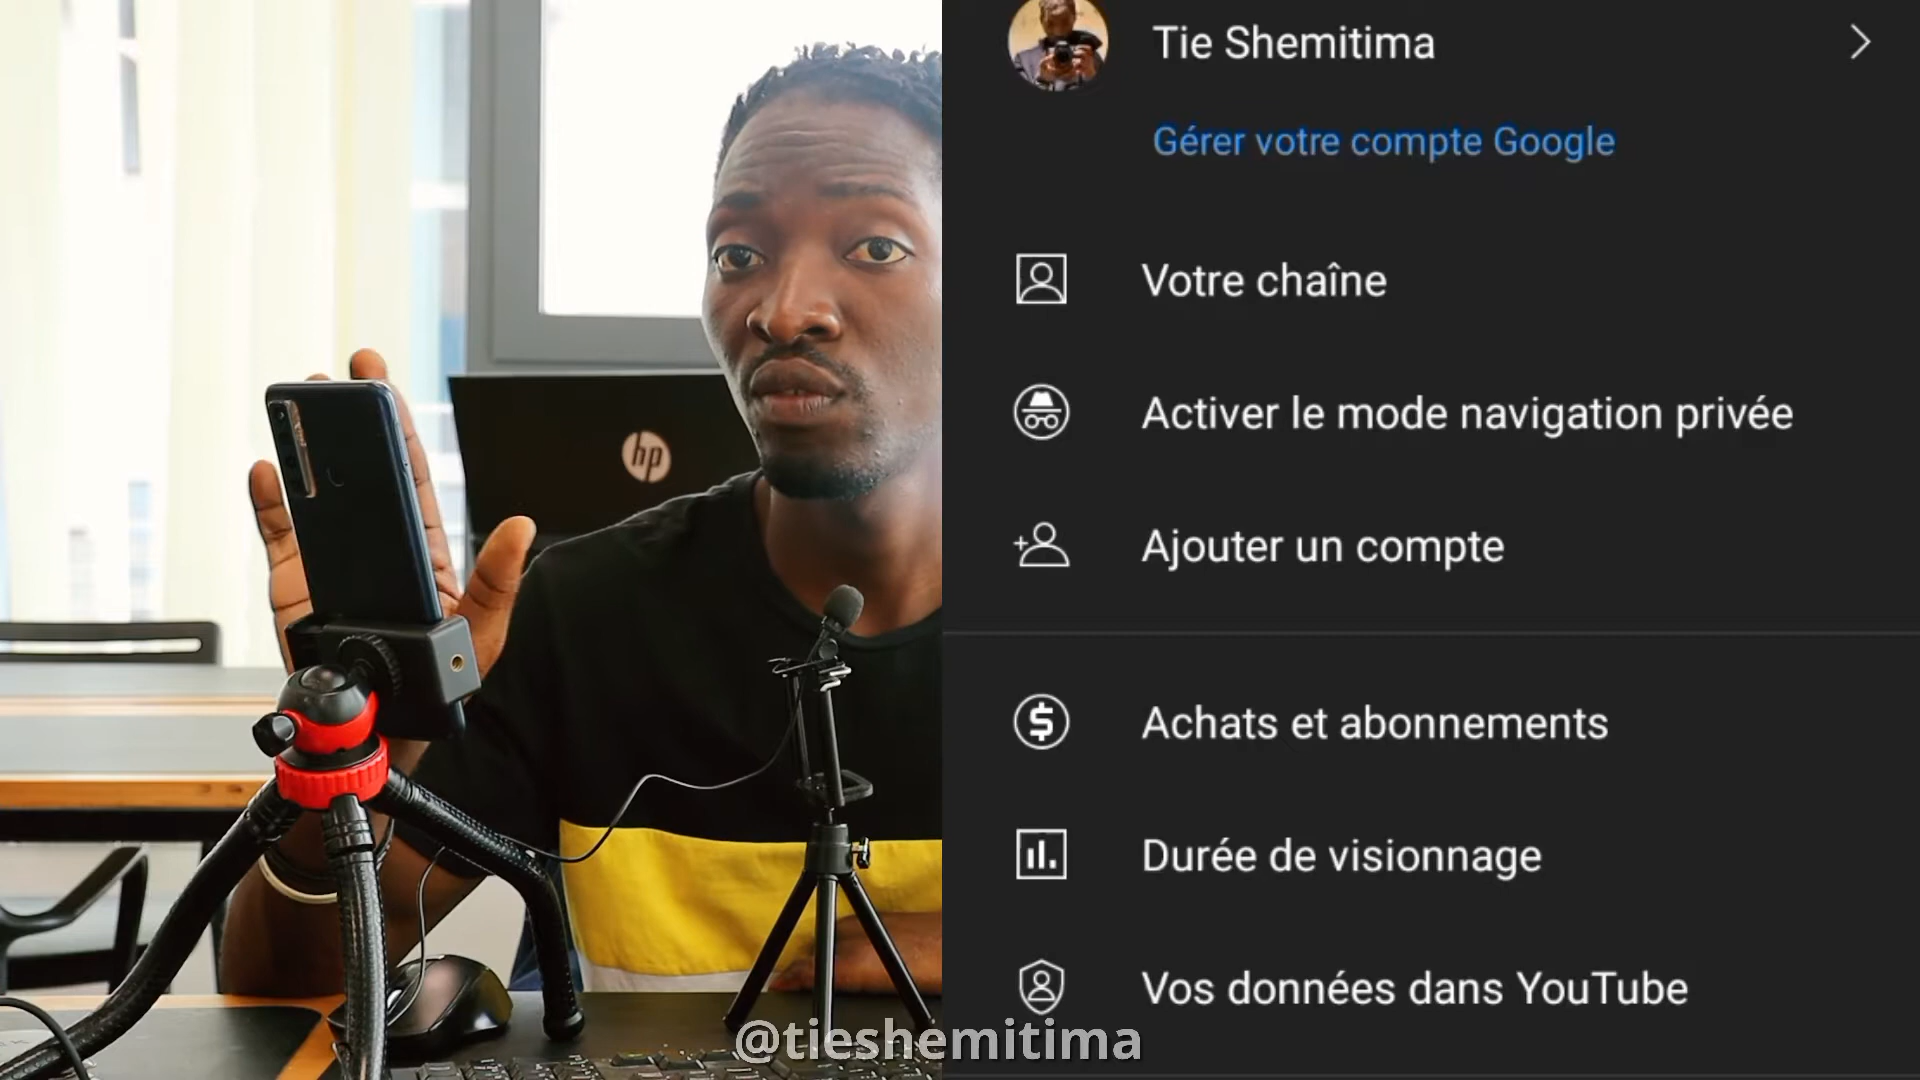 hp
Tie Shemitima
Gérer votre compte Google
Votre chaîne
Activer le mode navigation privée
Ajouter un compte
Achats et abonnements
Durée de visionnage
Vos données dans YouTube
@tieshemitima